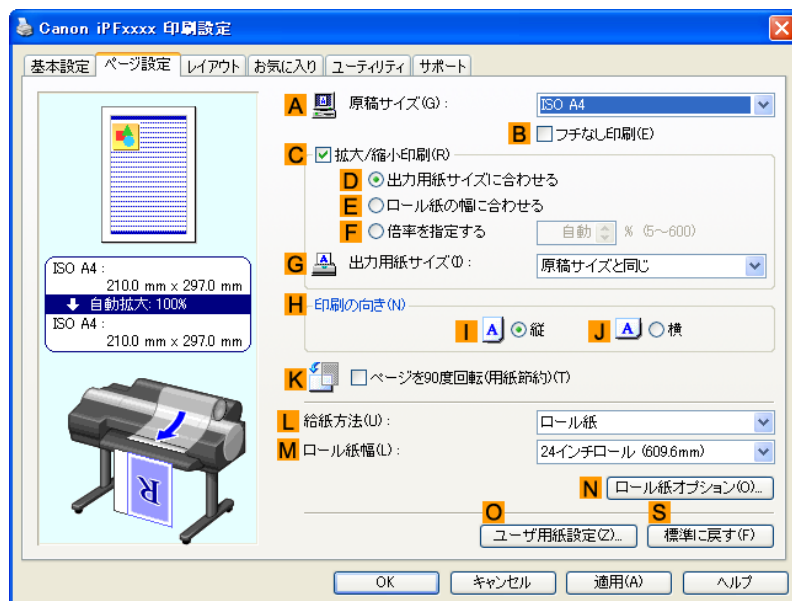 Canon iPFxxxx 印刷設定
基本設定 ページ設定 レイアウト お気に入り ユーティリティ サポート
A 原稿サイズ(G): ISO A4
B フチなし印刷(E)
C 拡大/縮小印刷(R)
D 出力用紙サイズに合わせる
E ロール紙の幅に合わせる
F 倍率を指定する 自動 % (5~600)
G 出力用紙サイズ(I): 原稿サイズと同じ
ISO A4:
210.0 mm x 297.0 mm
自動拡大: 100%
ISO A4:
210.0 mm x 297.0 mm
H 印刷の向き(N)
I A 縦 J A 横
K ページを90度回転(用紙節約)(T)
L 給紙方法(U): ロール紙
M ロール紙幅(L): 24インチロール (609.6mm)
R
N ロール紙オプション(O)...
O S
ユーザ用紙設定(Z)... 標準に戻す(F)
OK キャンセル 適用(A) ヘルプ